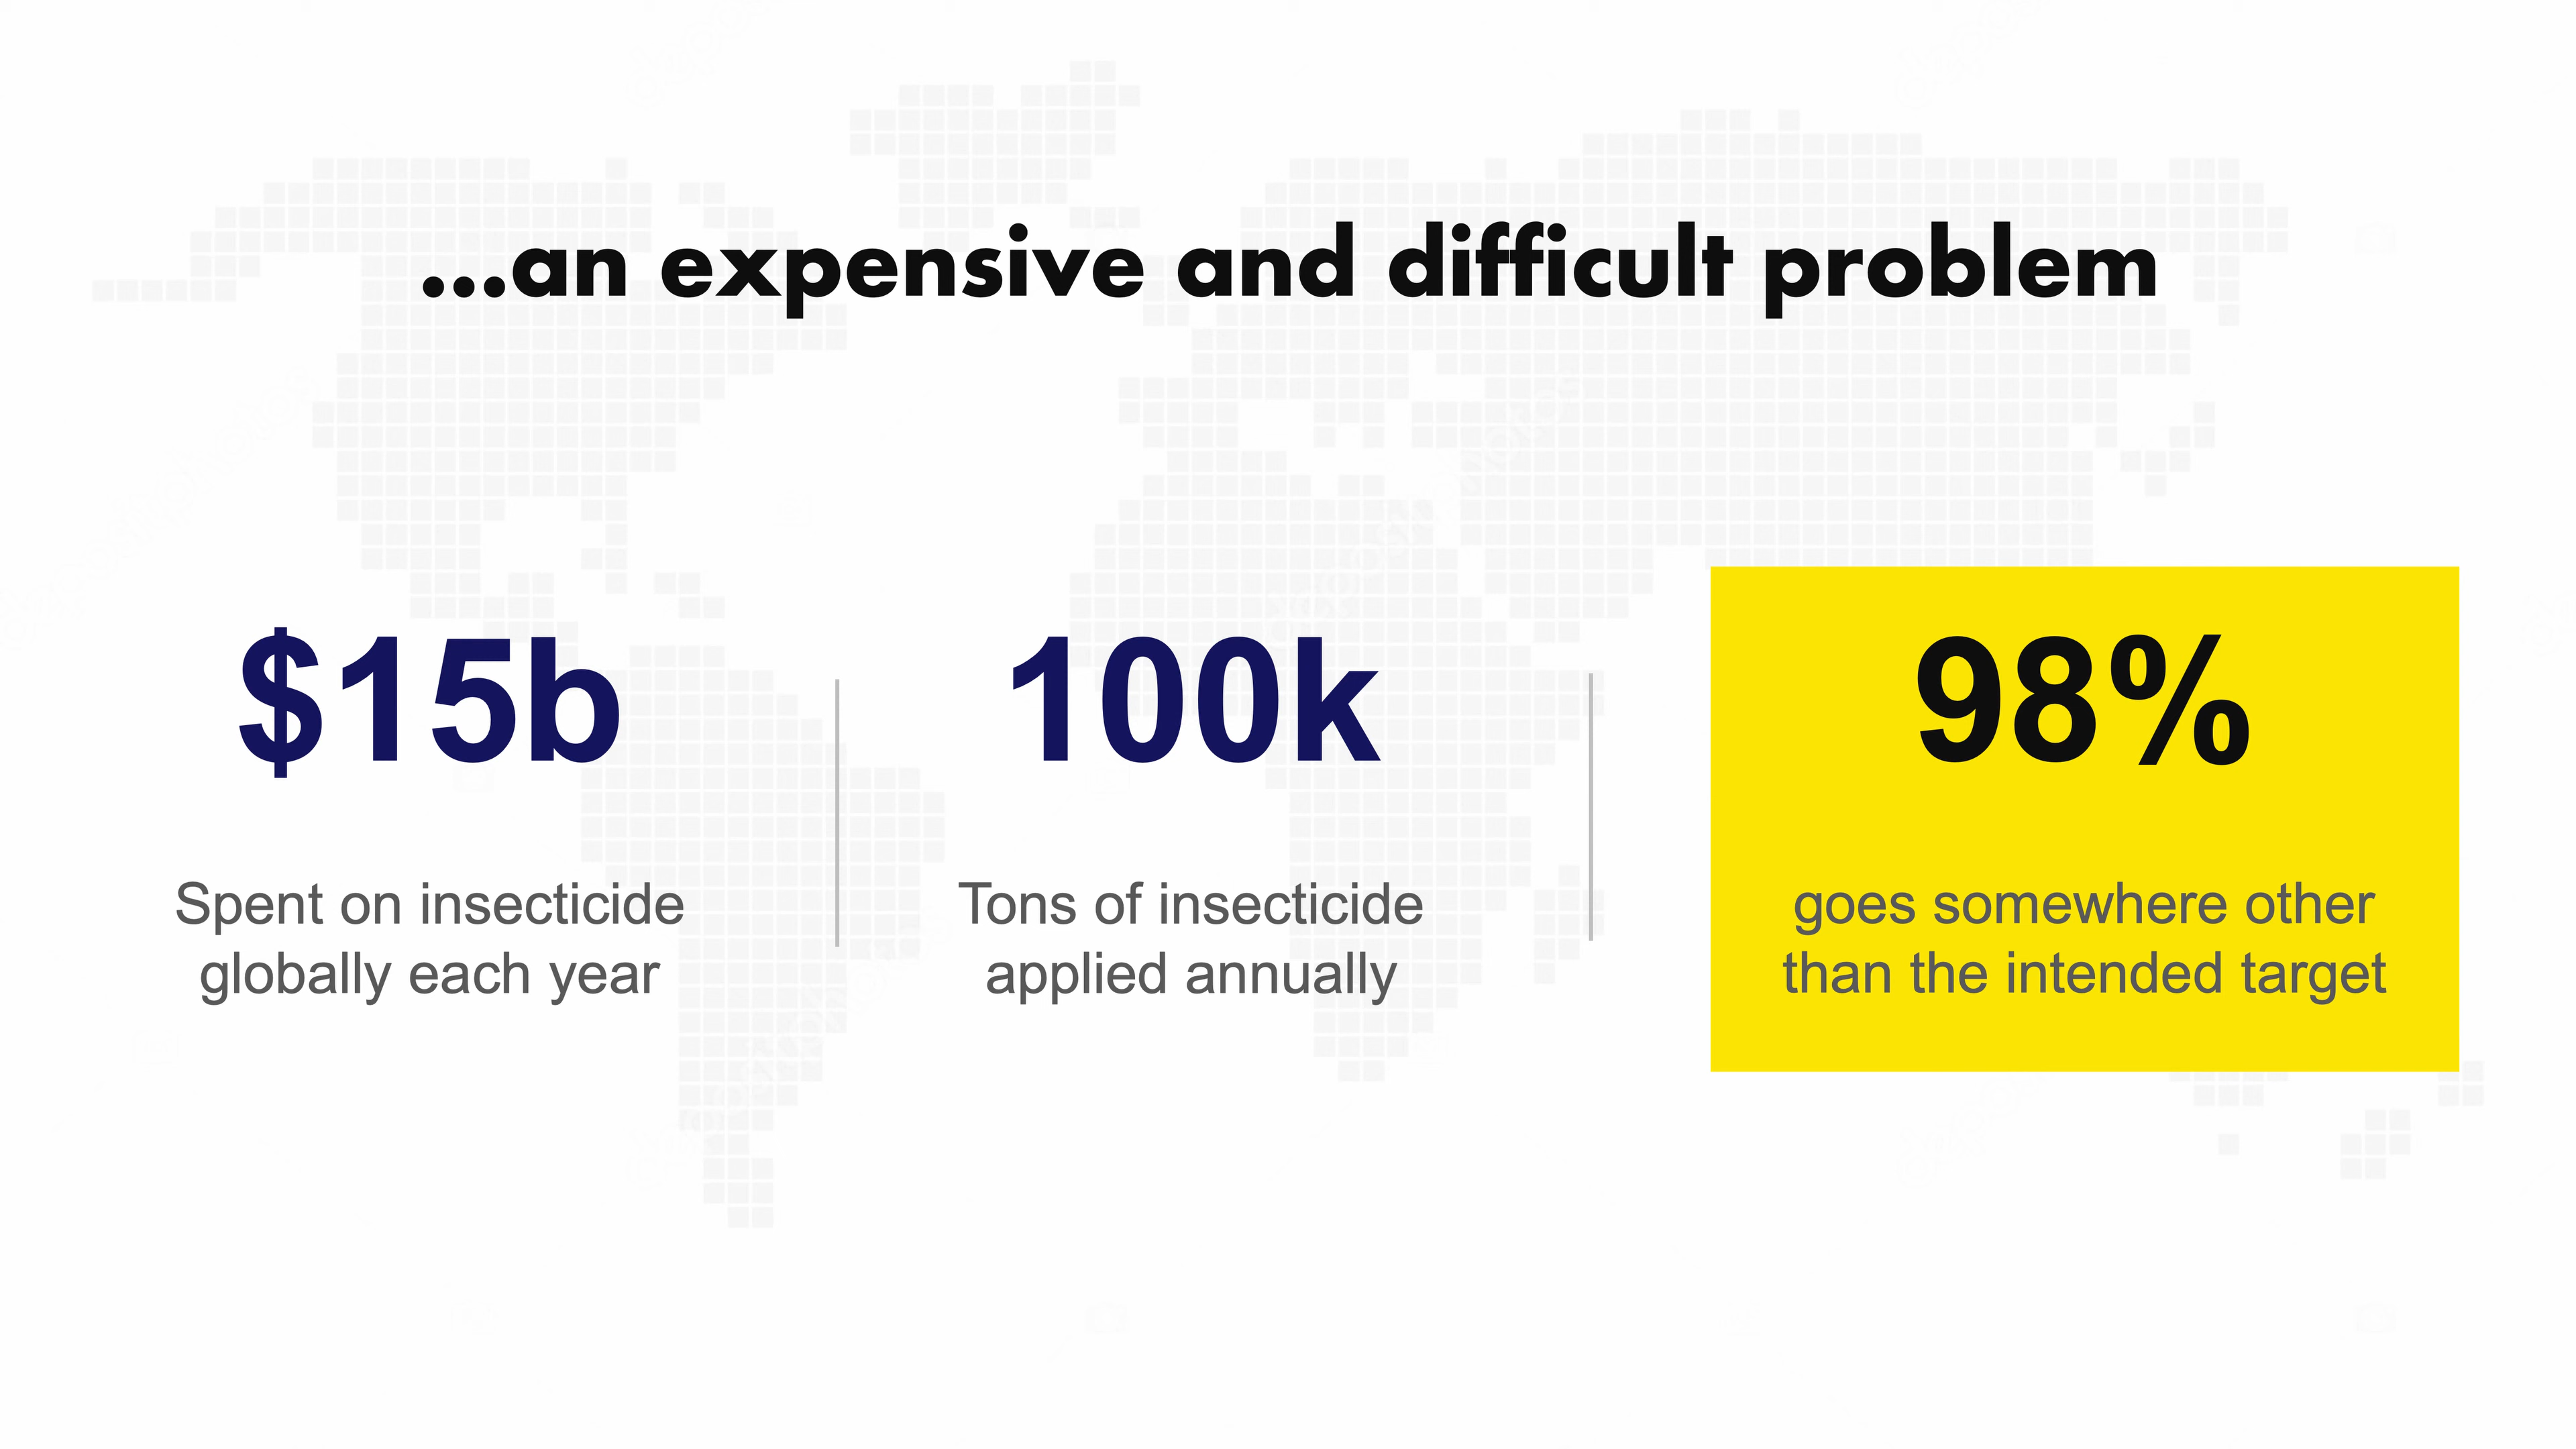 ...an expensive and difficult problem
$15b
Spent on insecticide
globally each year
100k
Tons of insecticide
applied annually
98%
goes somewhere other
than the intended target